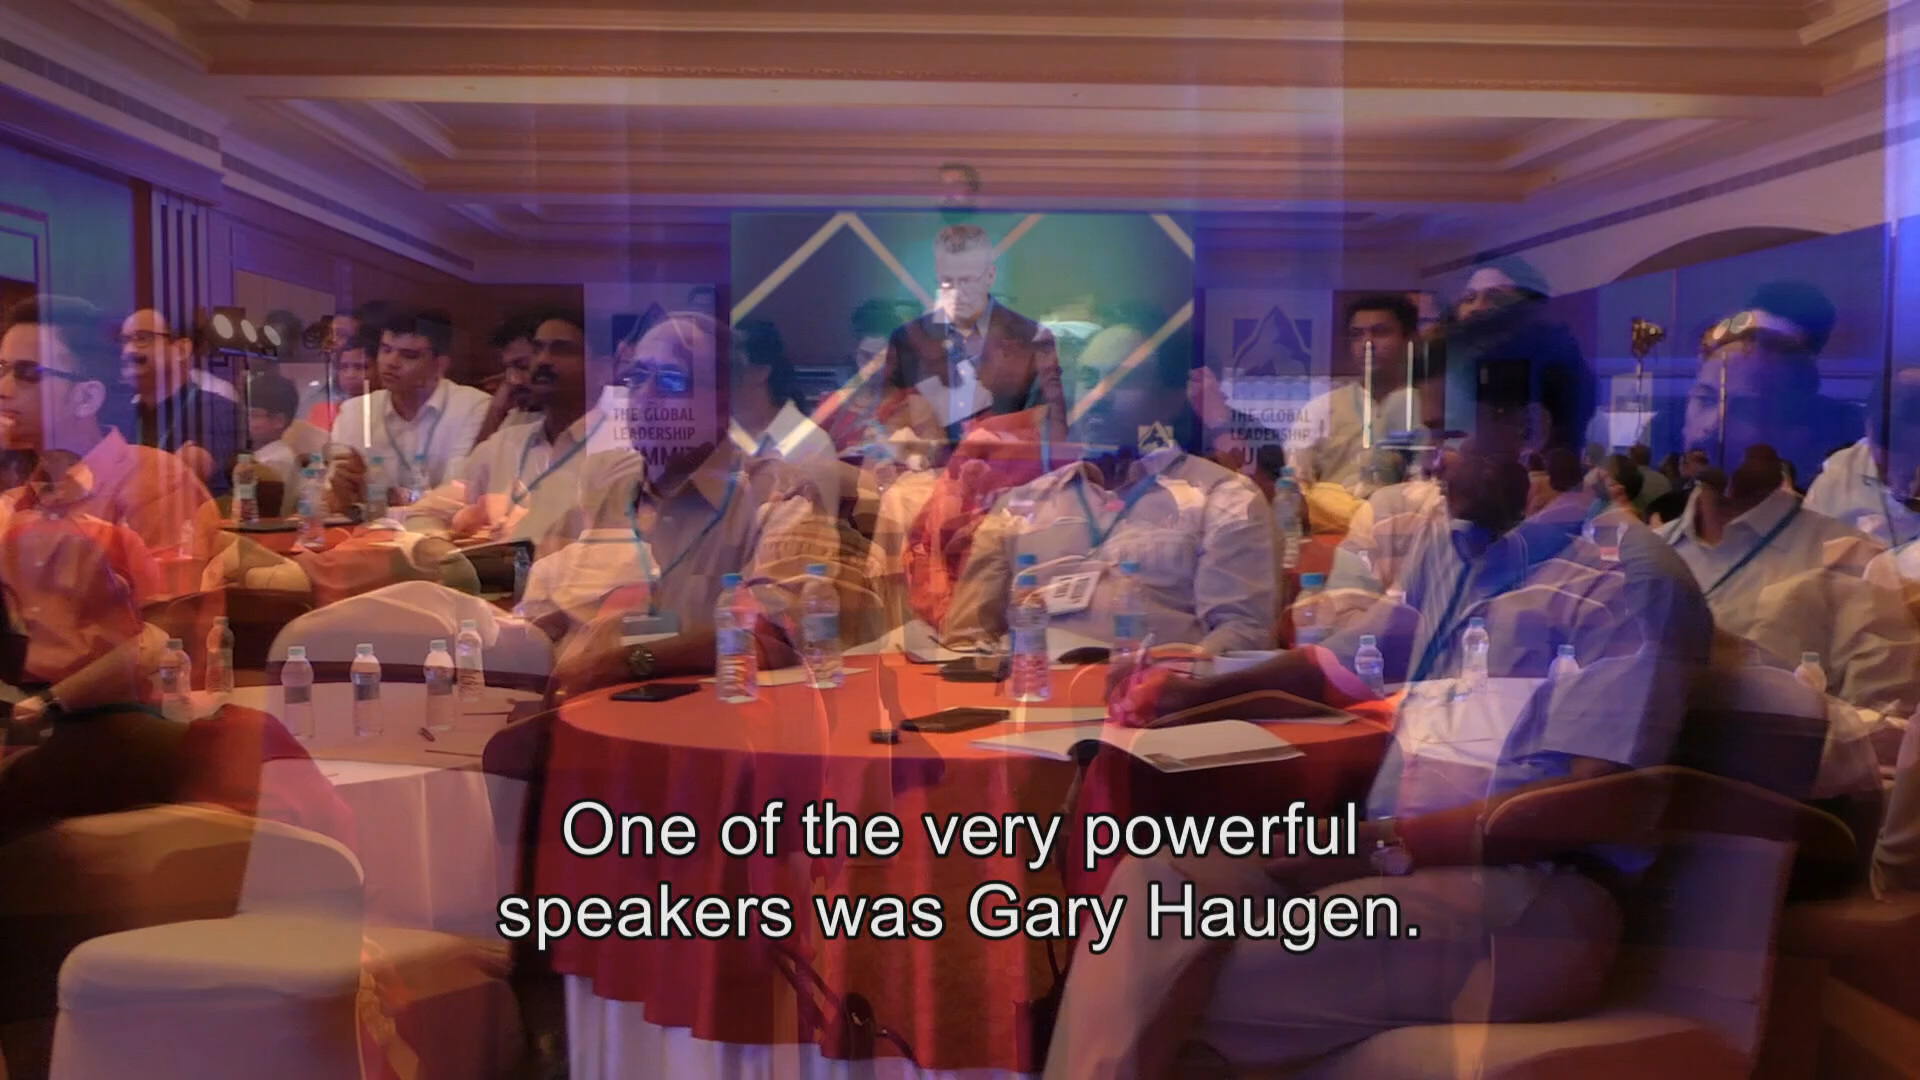 THE GLOBAL
LEADERSHIP
THE GLOBAL
LEADERSHIP
One of the very powerful
speakers was Gary Haugen.